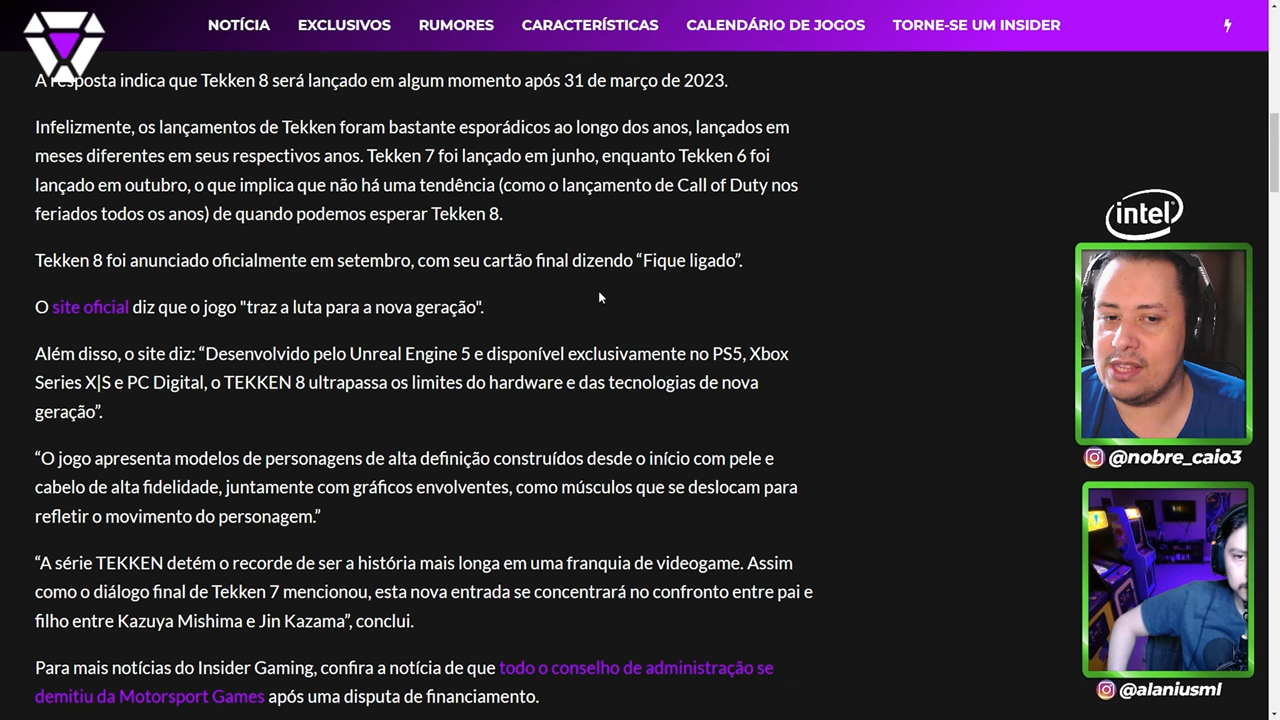 NOTÍCIA EXCLUSIVOS RUMORES CARACTERÍSTICAS CALENDÁRIO DE JOGOS TORNE-SE UM INSIDER
A resposta indica que Tekken 8 será lançado em algum momento após 31 de março de 2023.
Infelizmente, os lançamentos de Tekken foram bastante esporádicos ao longo dos anos, lançados em
meses diferentes em seus respectivos anos. Tekken 7 foi lançado em junho, enquanto Tekken 6 foi
lançado em outubro, o que implica que não há uma tendência (como o lançamento de Call of Duty nos
feriados todos os anos) de quando podemos esperar Tekken 8.
Tekken 8 foi anunciado oficialmente em setembro, com seu cartão final dizendo “Fique ligado”.
O site oficial diz que o jogo "traz a luta para a nova geração".
Além disso, o site diz: “Desenvolvido pelo Unreal Engine 5 e disponível exclusivamente no PS5, Xbox
Series X|S e PC Digital, o TEKKEN 8 ultrapassa os limites do hardware e das tecnologias de nova
geração”.
“O jogo apresenta modelos de personagens de alta definição construídos desde o início com pele e
cabelo de alta fidelidade, juntamente com gráficos envolventes, como músculos que se deslocam para
refletir o movimento do personagem.”
“A série TEKKEN detém o recorde de ser a história mais longa em uma franquia de videogame. Assim
como o diálogo final de Tekken 7 mencionou, esta nova entrada se concentrará no confronto entre pai e
filho entre Kazuya Mishima e Jin Kazama”, conclui.
Para mais notícias do Insider Gaming, confira a notícia de que todo o conselho de administração se
demitiu da Motorsport Games após uma disputa de financiamento.
intel
@nobre_caio3
@alaniusml